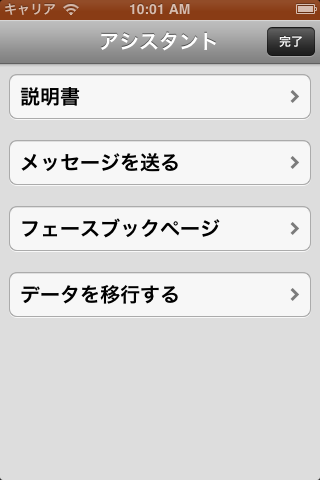 キャリア 10:01 AM
アシスタント 完了
説明書
メッセージを送る
フェースブックページ
データを移行する